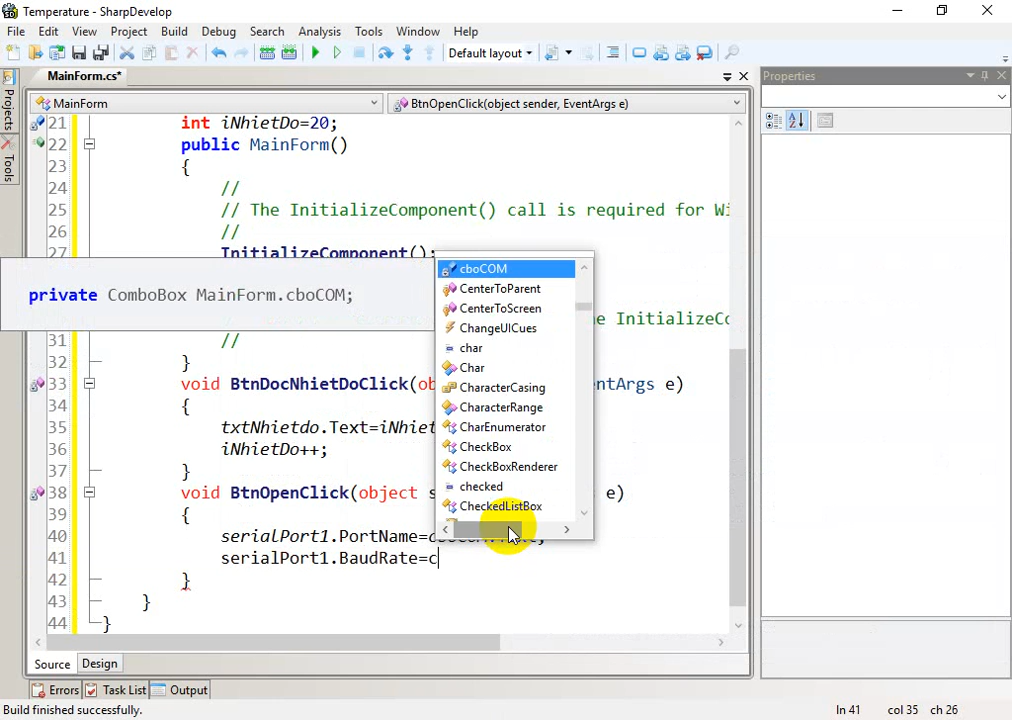 Temperature - SharpDevelop
File Edit View Project Build Debug Search Analysis Tools Window Help
Default layout
MainForm.cs*
Properties
MainForm
BtnOpenClick(object sender, EventArgs e)
Projects
Tools
21 int iNhietDo=20;
22 public MainForm()
23 {
24 //
25 // The InitializeComponent() call is required for Wi
26 //
27 InitializeComponent();
cboCOM
CenterToParent
private ComboBox MainForm.cboCOM;
CenterToScreen
e InitializeCo
ChangeUICues
31 //
char
32 }
Char
33 void BtnDocNhietDoClick(ob
ntArgs e)
CharacterCasing
34 {
CharacterRange
35 txtNhietdo.Text=iNhiet
CharEnumerator
36 iNhietDo++;
CheckBox
37 }
CheckBoxRenderer
checked
38 void BtnOpenClick(object s
e)
CheckedListBox
39 {
40 serialPort1.PortName=
41 serialPort1.BaudRate=c
42 }
43 }
44 }
Source Design
Errors Task List Output
Build finished successfully.
ln 41 col 35 ch 26